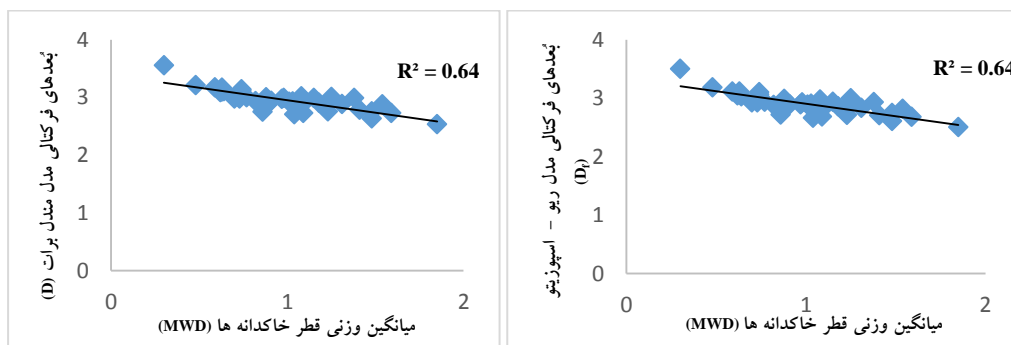 بُعدهای فرکتالی مدل مندل برات (D)
4
3
2
1
0
R² = 0.64
0
1
2
میانگین وزنی قطر خاکدانه ها (MWD)
بُعدهای فرکتالی مدل ریو - اسپوزیتو
(Df)
4
3
2
1
0
R² = 0.64
0
1
2
میانگین وزنی قطر خاکدانه ها (MWD)